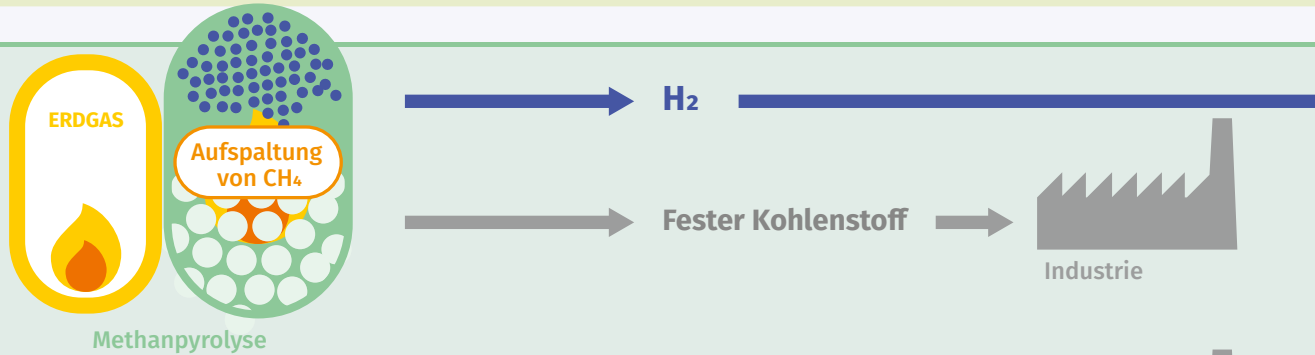 ERDGAS
Aufspaltung
von CH₄
H₂
Fester Kohlenstoff
Industrie
Methanpyrolyse